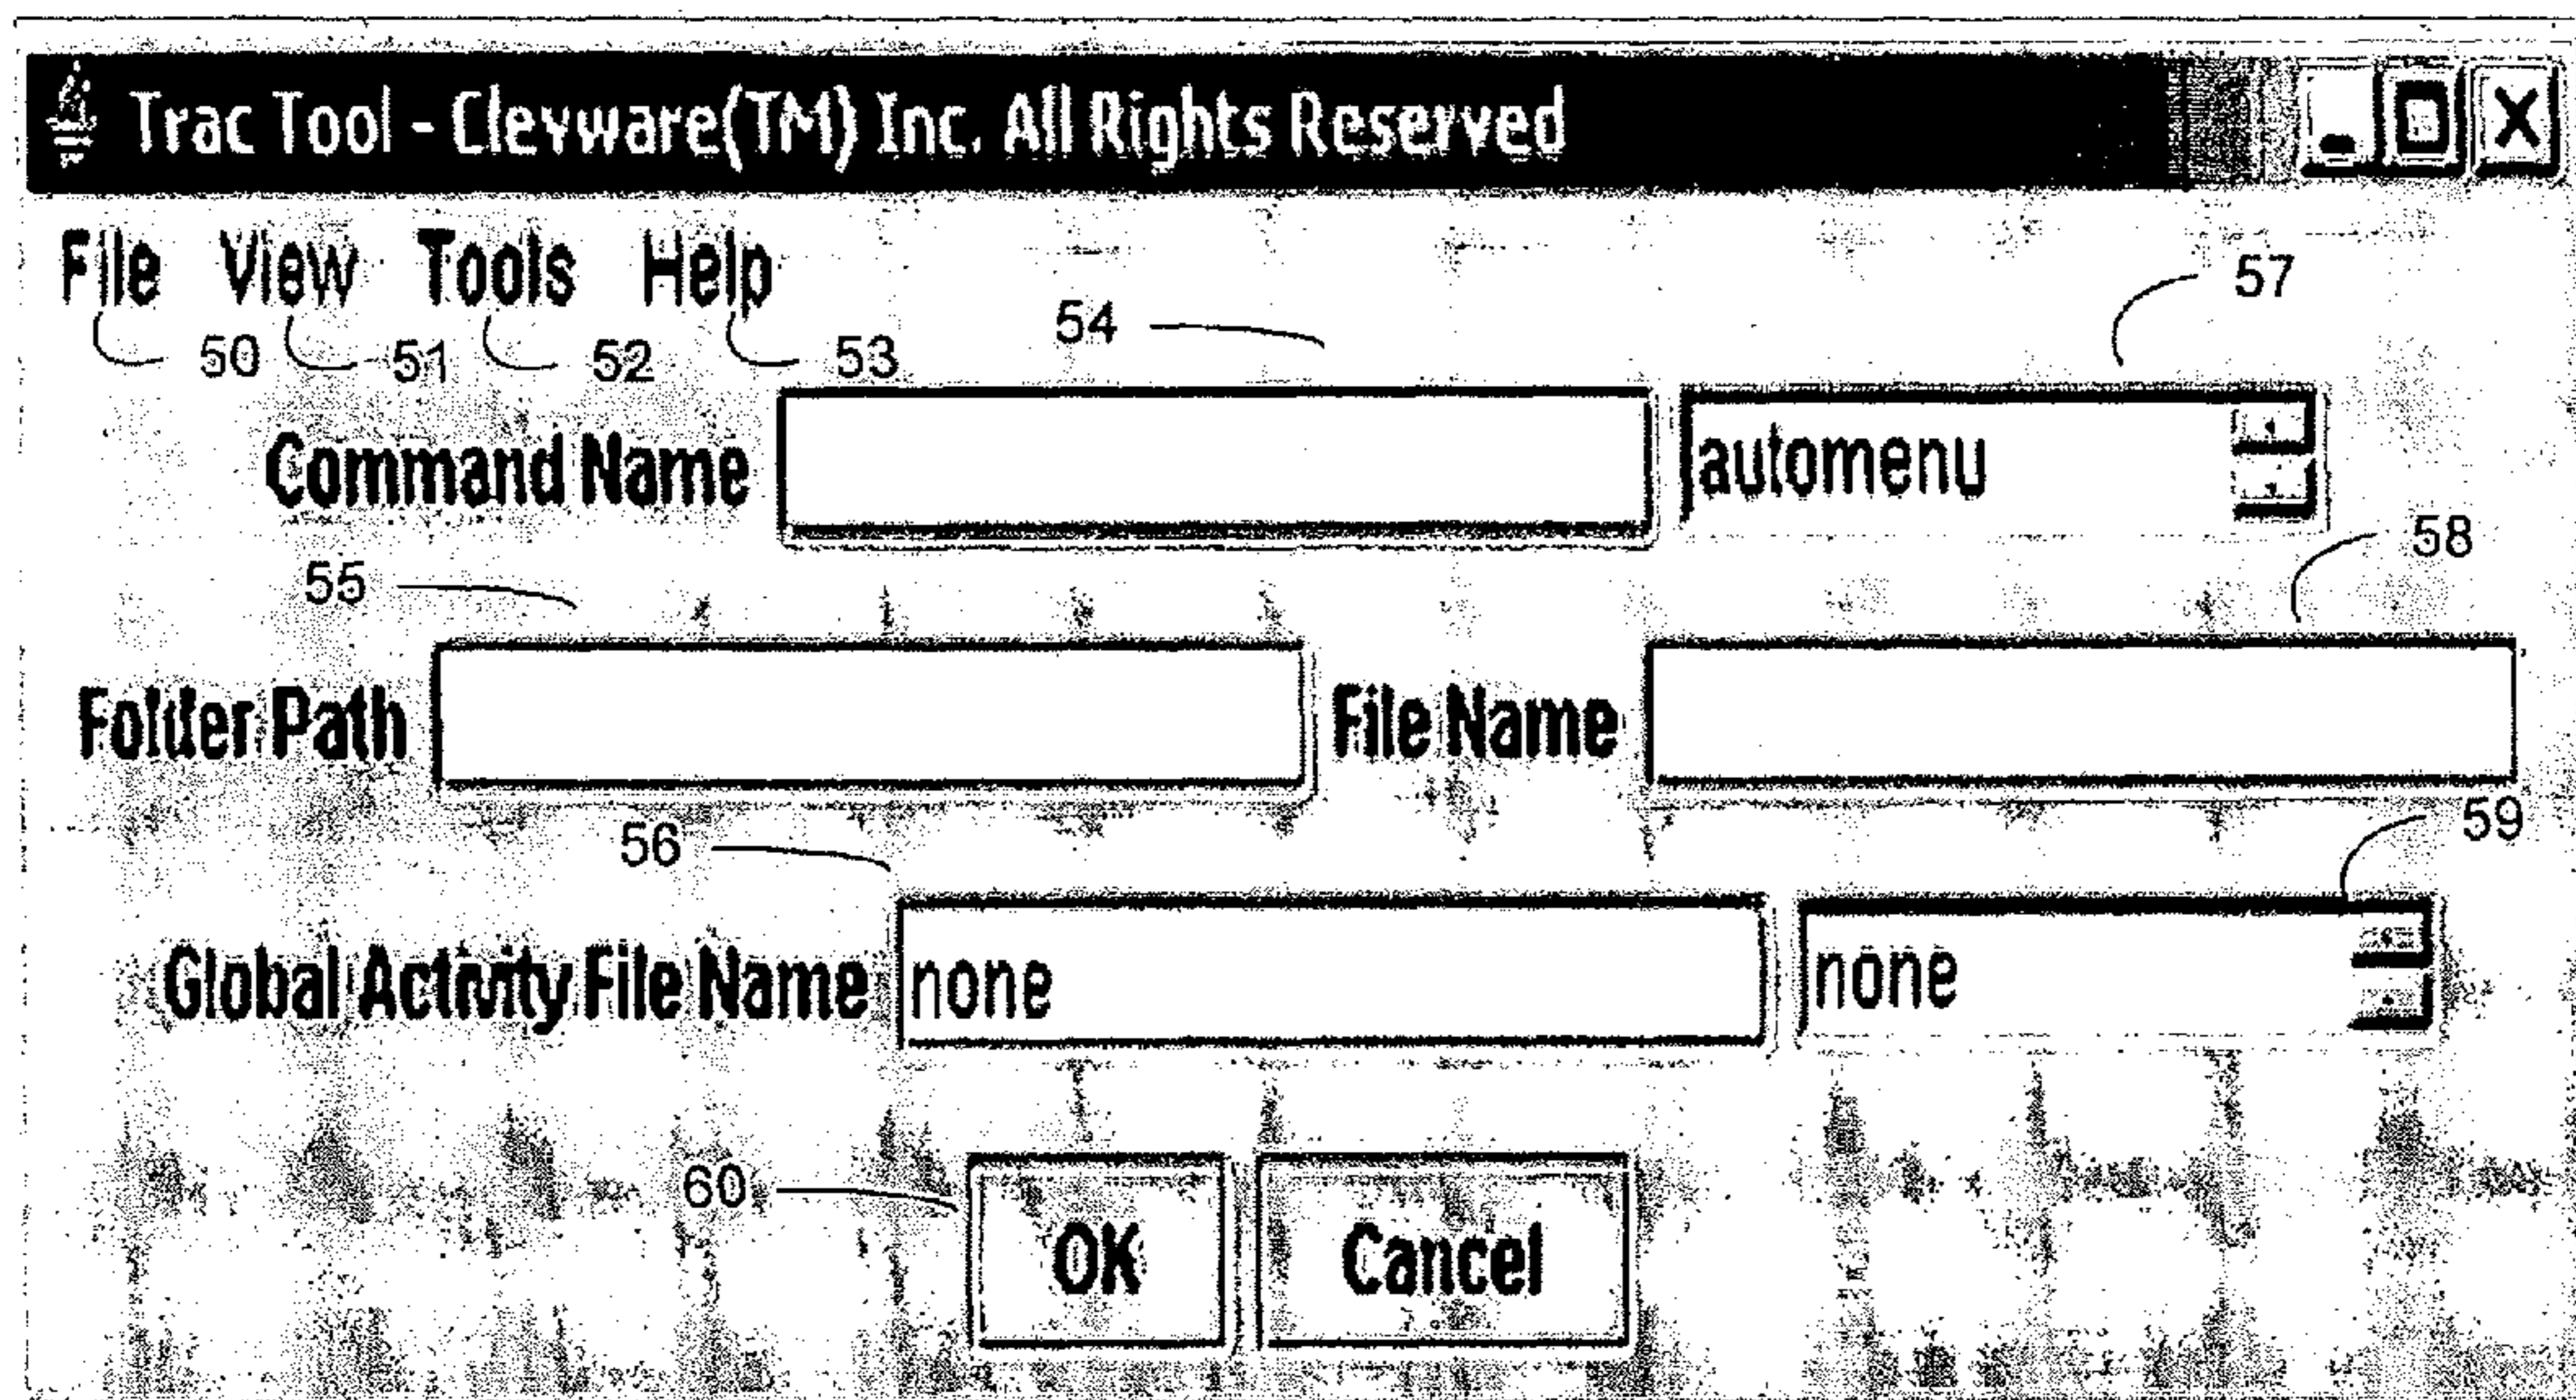 Trac Tool - Clevware(TM) Inc. All Rights Reserved
File View Tools Help
50 51 52 53 54 57
Command Name automenu
55 58
Folder Path File Name
56 59
Global Activity File Name none none
60
OK Cancel